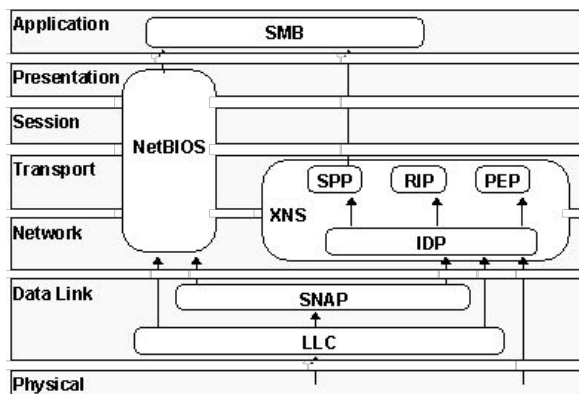 Application
SMB
Presentation
Session
NetBIOS
Transport
SPP RIP PEP
XNS
Network
IDP
Data Link
SNAP
LLC
Physical